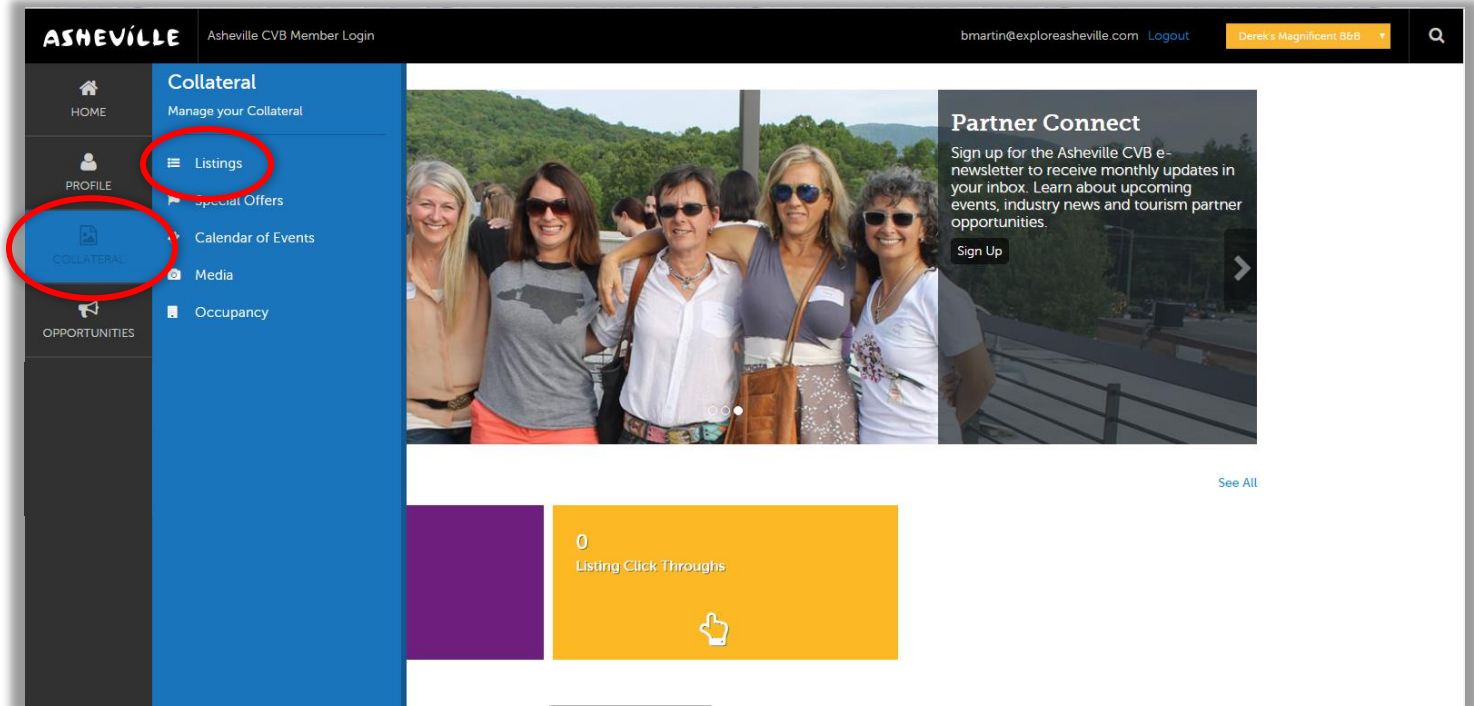 ASHEVILLE
Asheville CVB Member Login
bmartin@exploreasheville.com Logout
Derek's Magnificent B&B
HOME
PROFILE
COLLATERAL
OPPORTUNITIES
Collateral
Manage your Collateral
Listings
Special Offers
Calendar of Events
Media
Occupancy
Partner Connect
Sign up for the Asheville CVB e-
newsletter to receive monthly updates in
your inbox. Learn about upcoming
events, industry news and tourism partner
opportunities.
Sign Up
See All
0
Listing Click Throughs